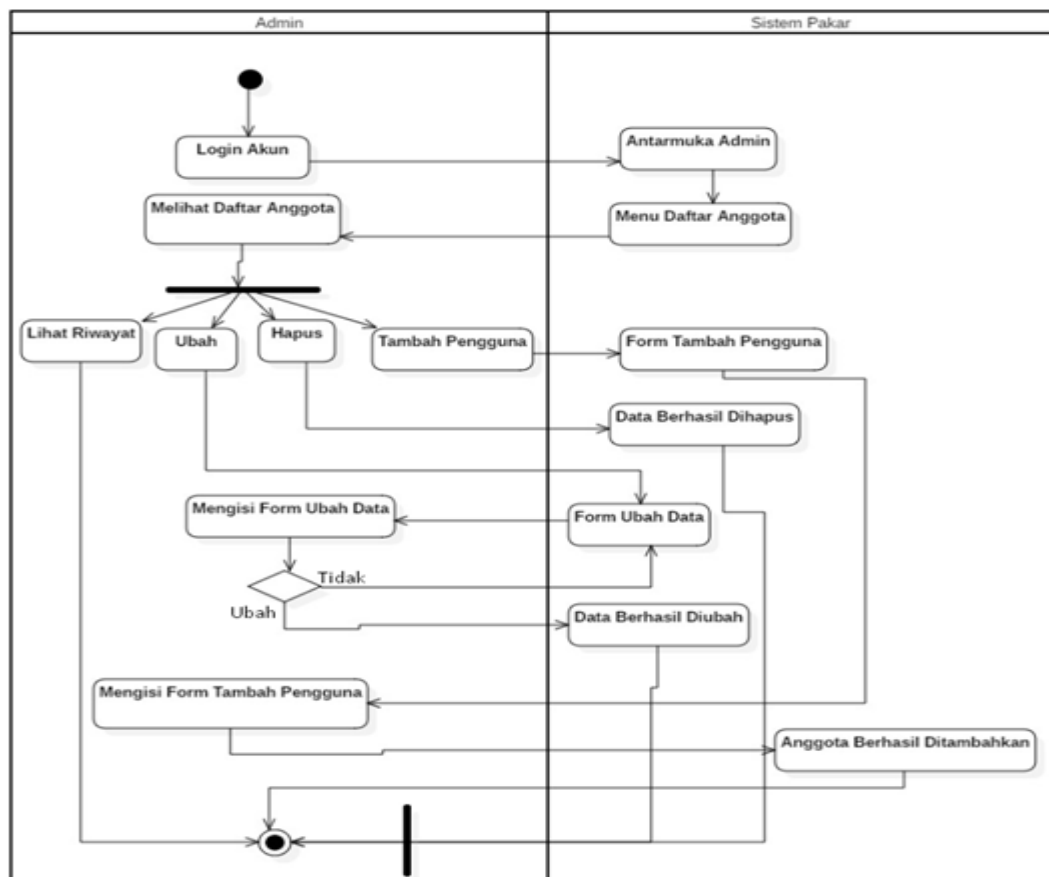 Admin
Sistem Pakar
Login Akun
Antarmuka Admin
Melihat Daftar Anggota
Menu Daftar Anggota
Lihat Riwayat
Ubah
Hapus
Tambah Pengguna
Form Tambah Pengguna
Data Berhasil Dihapus
Mengisi Form Ubah Data
Form Ubah Data
Tidak
Ubah
Data Berhasil Diubah
Mengisi Form Tambah Pengguna
Anggota Berhasil Ditambahkan